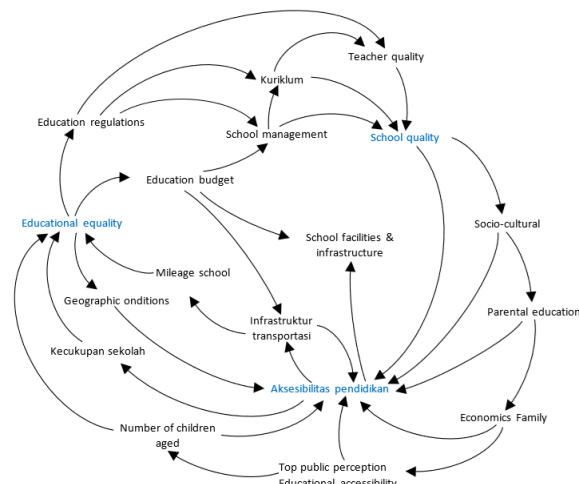 Teacher quality
Kuriklum
Education regulations
School management
School quality
Education budget
Educational equality
Socio-cultural
School facilities &
infrastructure
Mileage school
Geographic onditions
Parental education
Infrastruktur
transportasi
Kecukupan sekolah
Aksesibilitas pendidikan
Economics Family
Number of children
aged
Top public perception
Educational accessibility